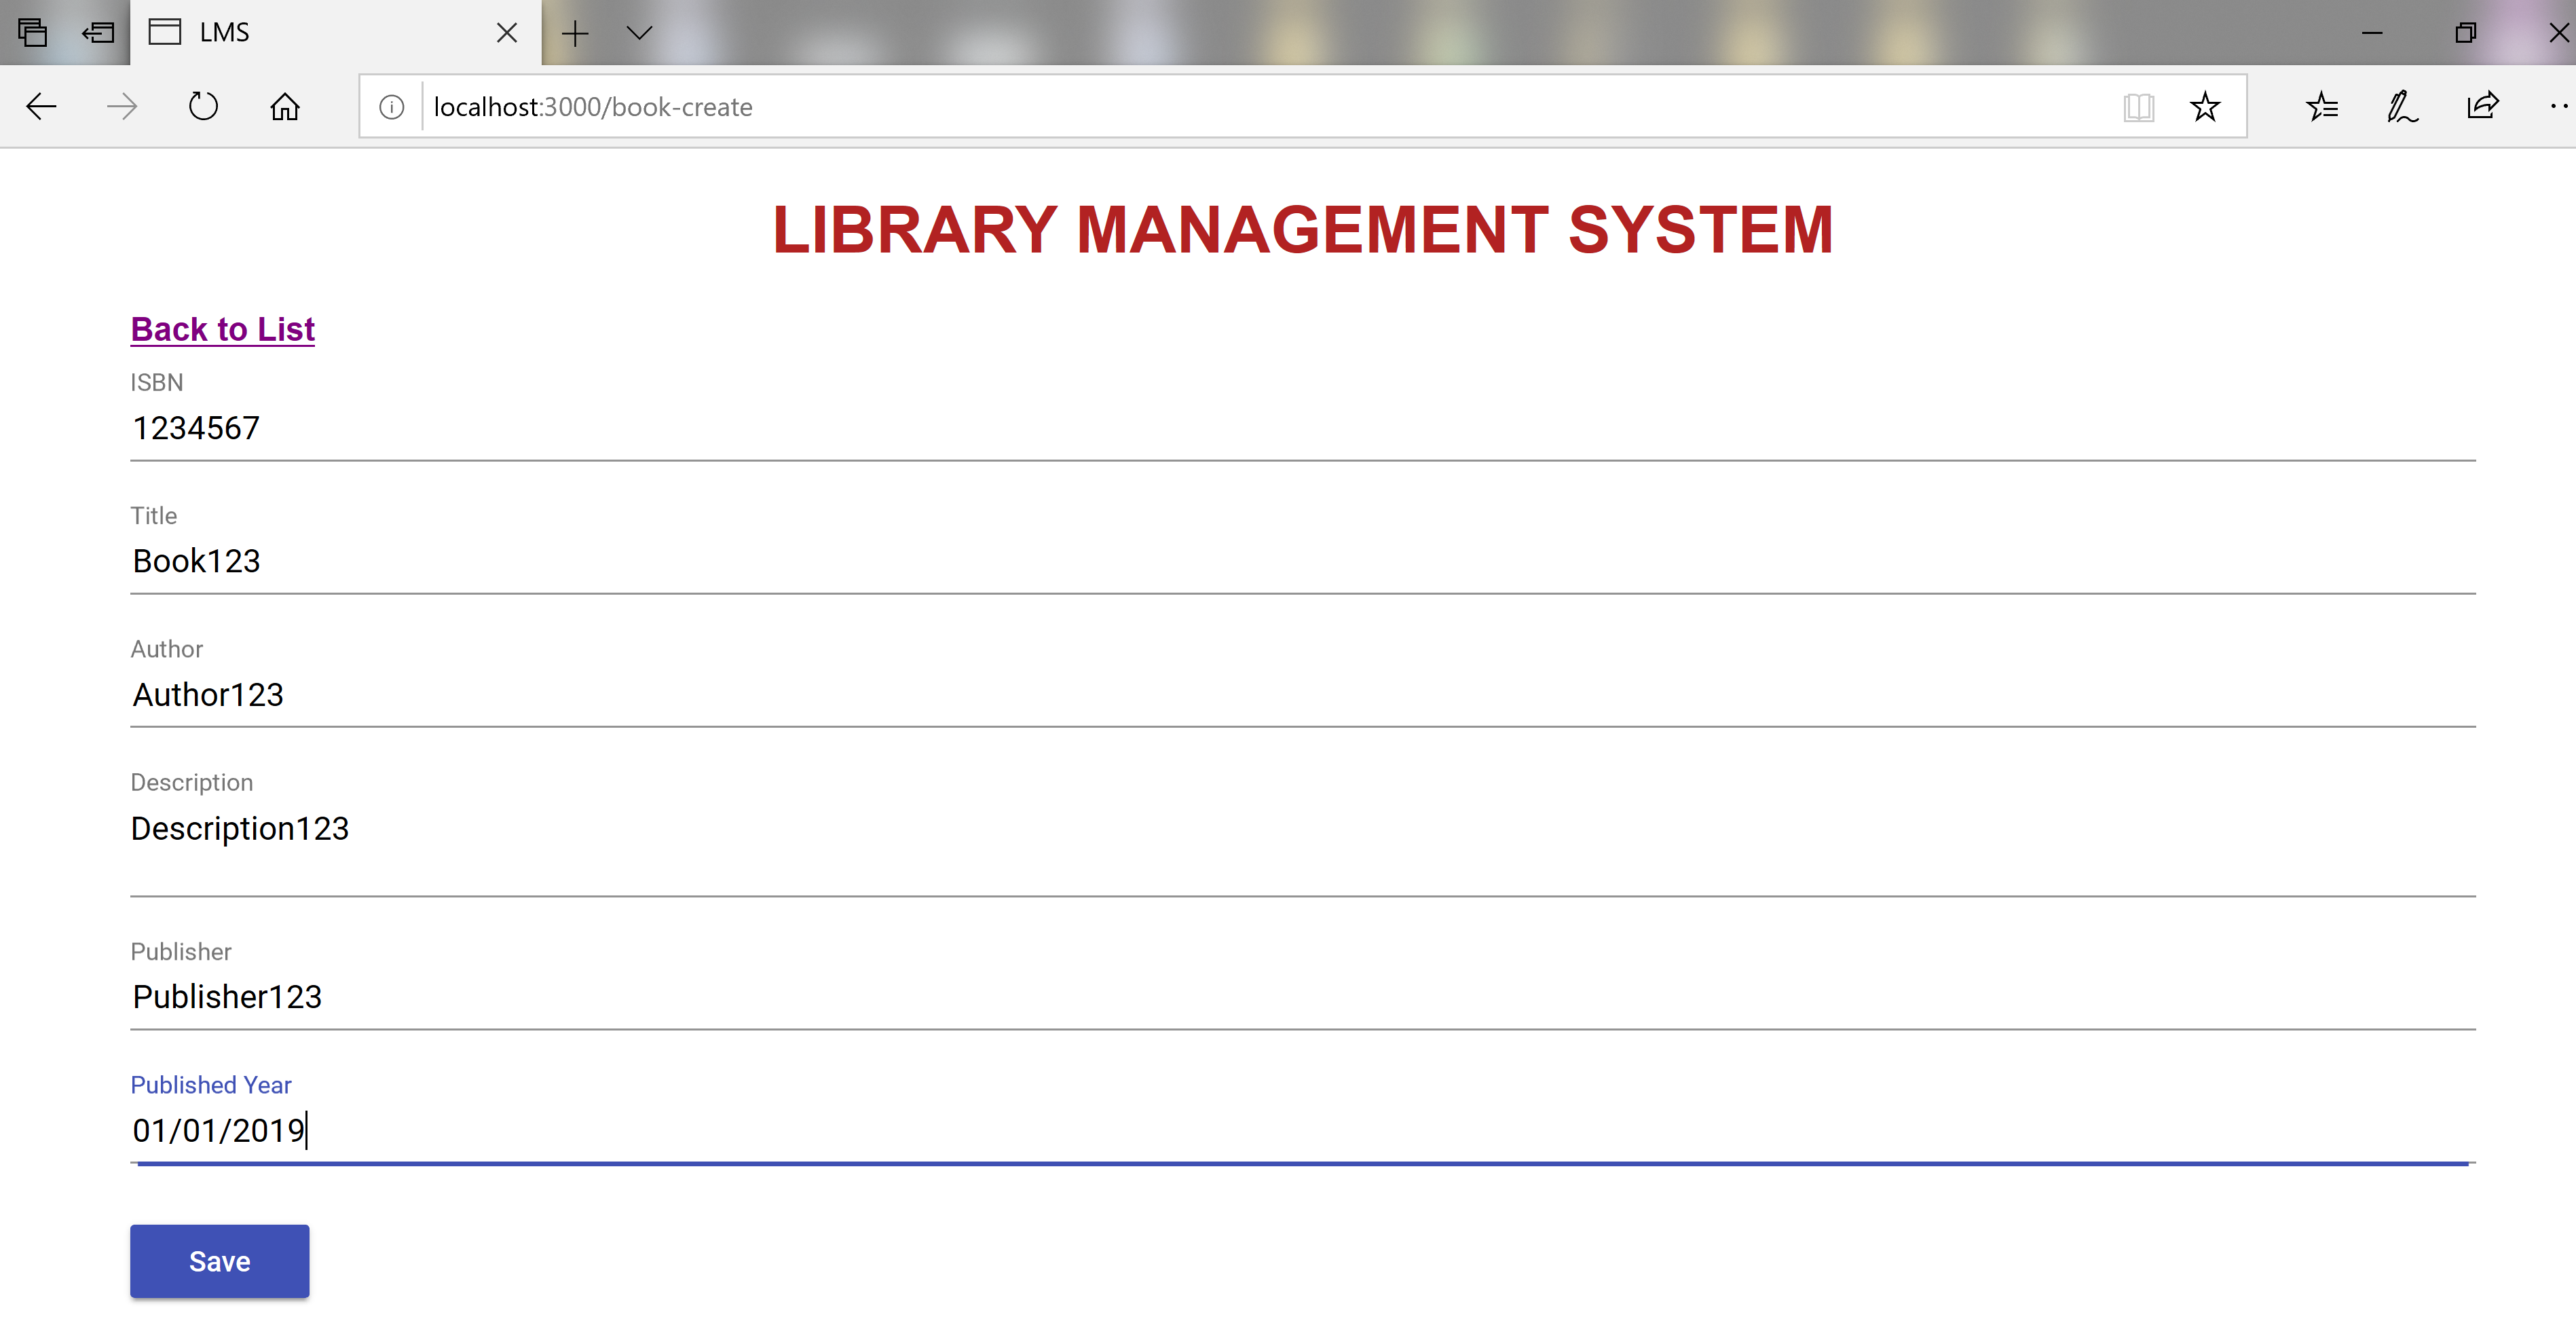 LMS
localhost:3000/book-create
LIBRARY MANAGEMENT SYSTEM
Back to List
ISBN
1234567
Title
Book123
Author
Author123
Description
Description123
Publisher
Publisher123
Published Year
01/01/2019
Save